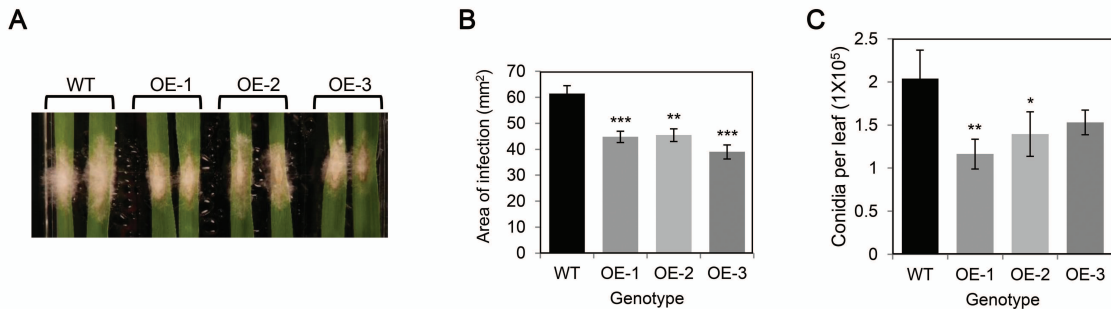 A
WT OE-1 OE-2 OE-3
B
Area of infection (mm²)
70
60
50
40
30
20
10
0
***
**
***
WT OE-1 OE-2 OE-3
Genotype
C
Conidia per leaf (1X10⁵)
2.5
2
1.5
1
0.5
0
**
*
WT OE-1 OE-2 OE-3
Genotype